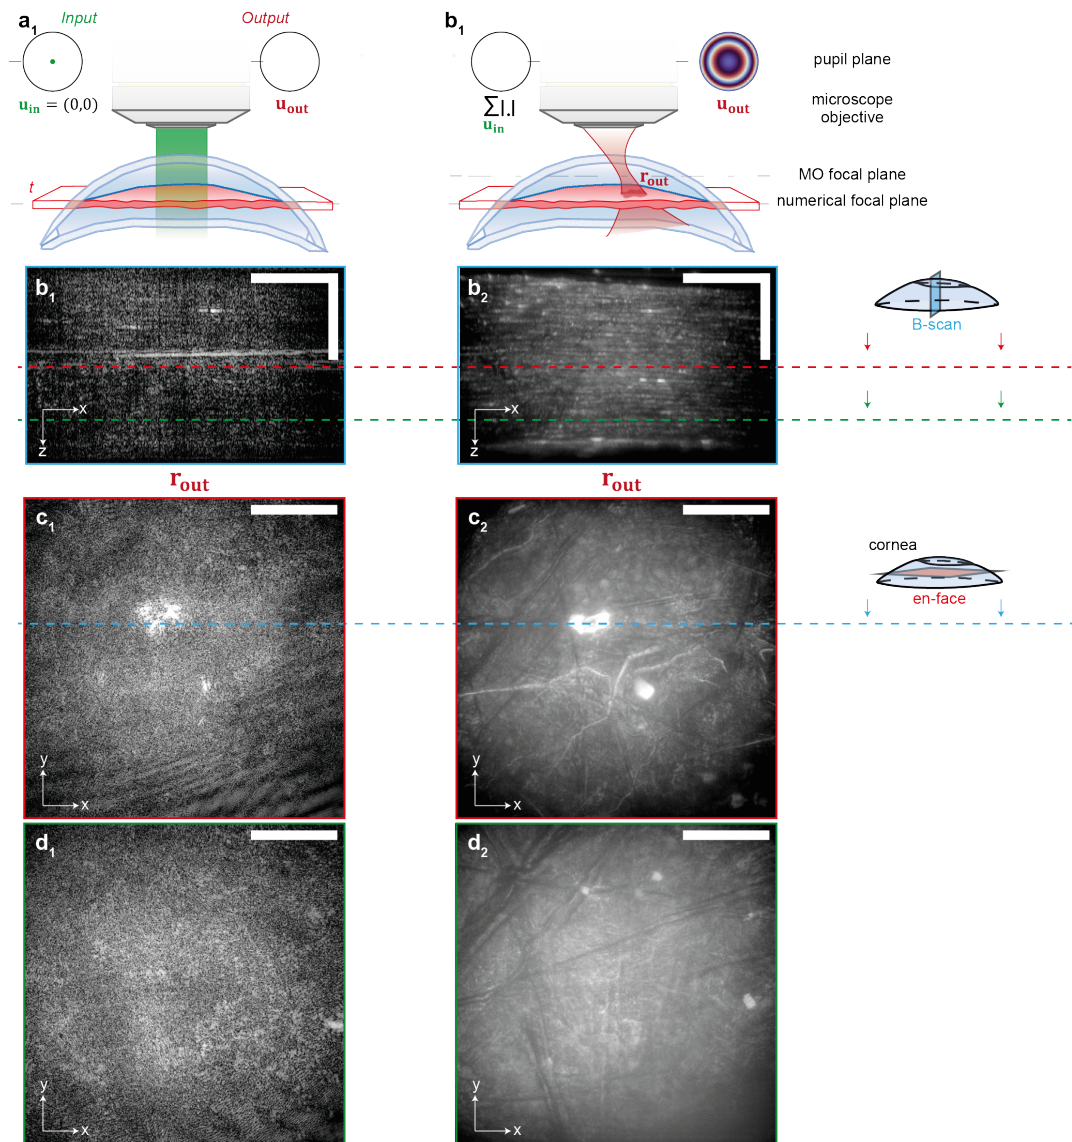 a1
Input
Output
uin = (0,0)
uout
t
b1
∑|.|
uin
uout
rout
pupil plane
microscope
objective
MO focal plane
numerical focal plane
b1
x
z
b2
x
z
B-scan
rout
rout
c1
y
x
c2
y
x
cornea
en-face
d1
y
x
d2
y
x